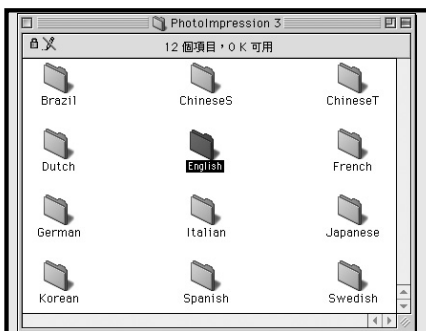 PhotoImpression 3
12 個項目，0 K 可用
Brazil ChineseS ChineseT
Dutch English French
German Italian Japanese
Korean Spanish Swedish